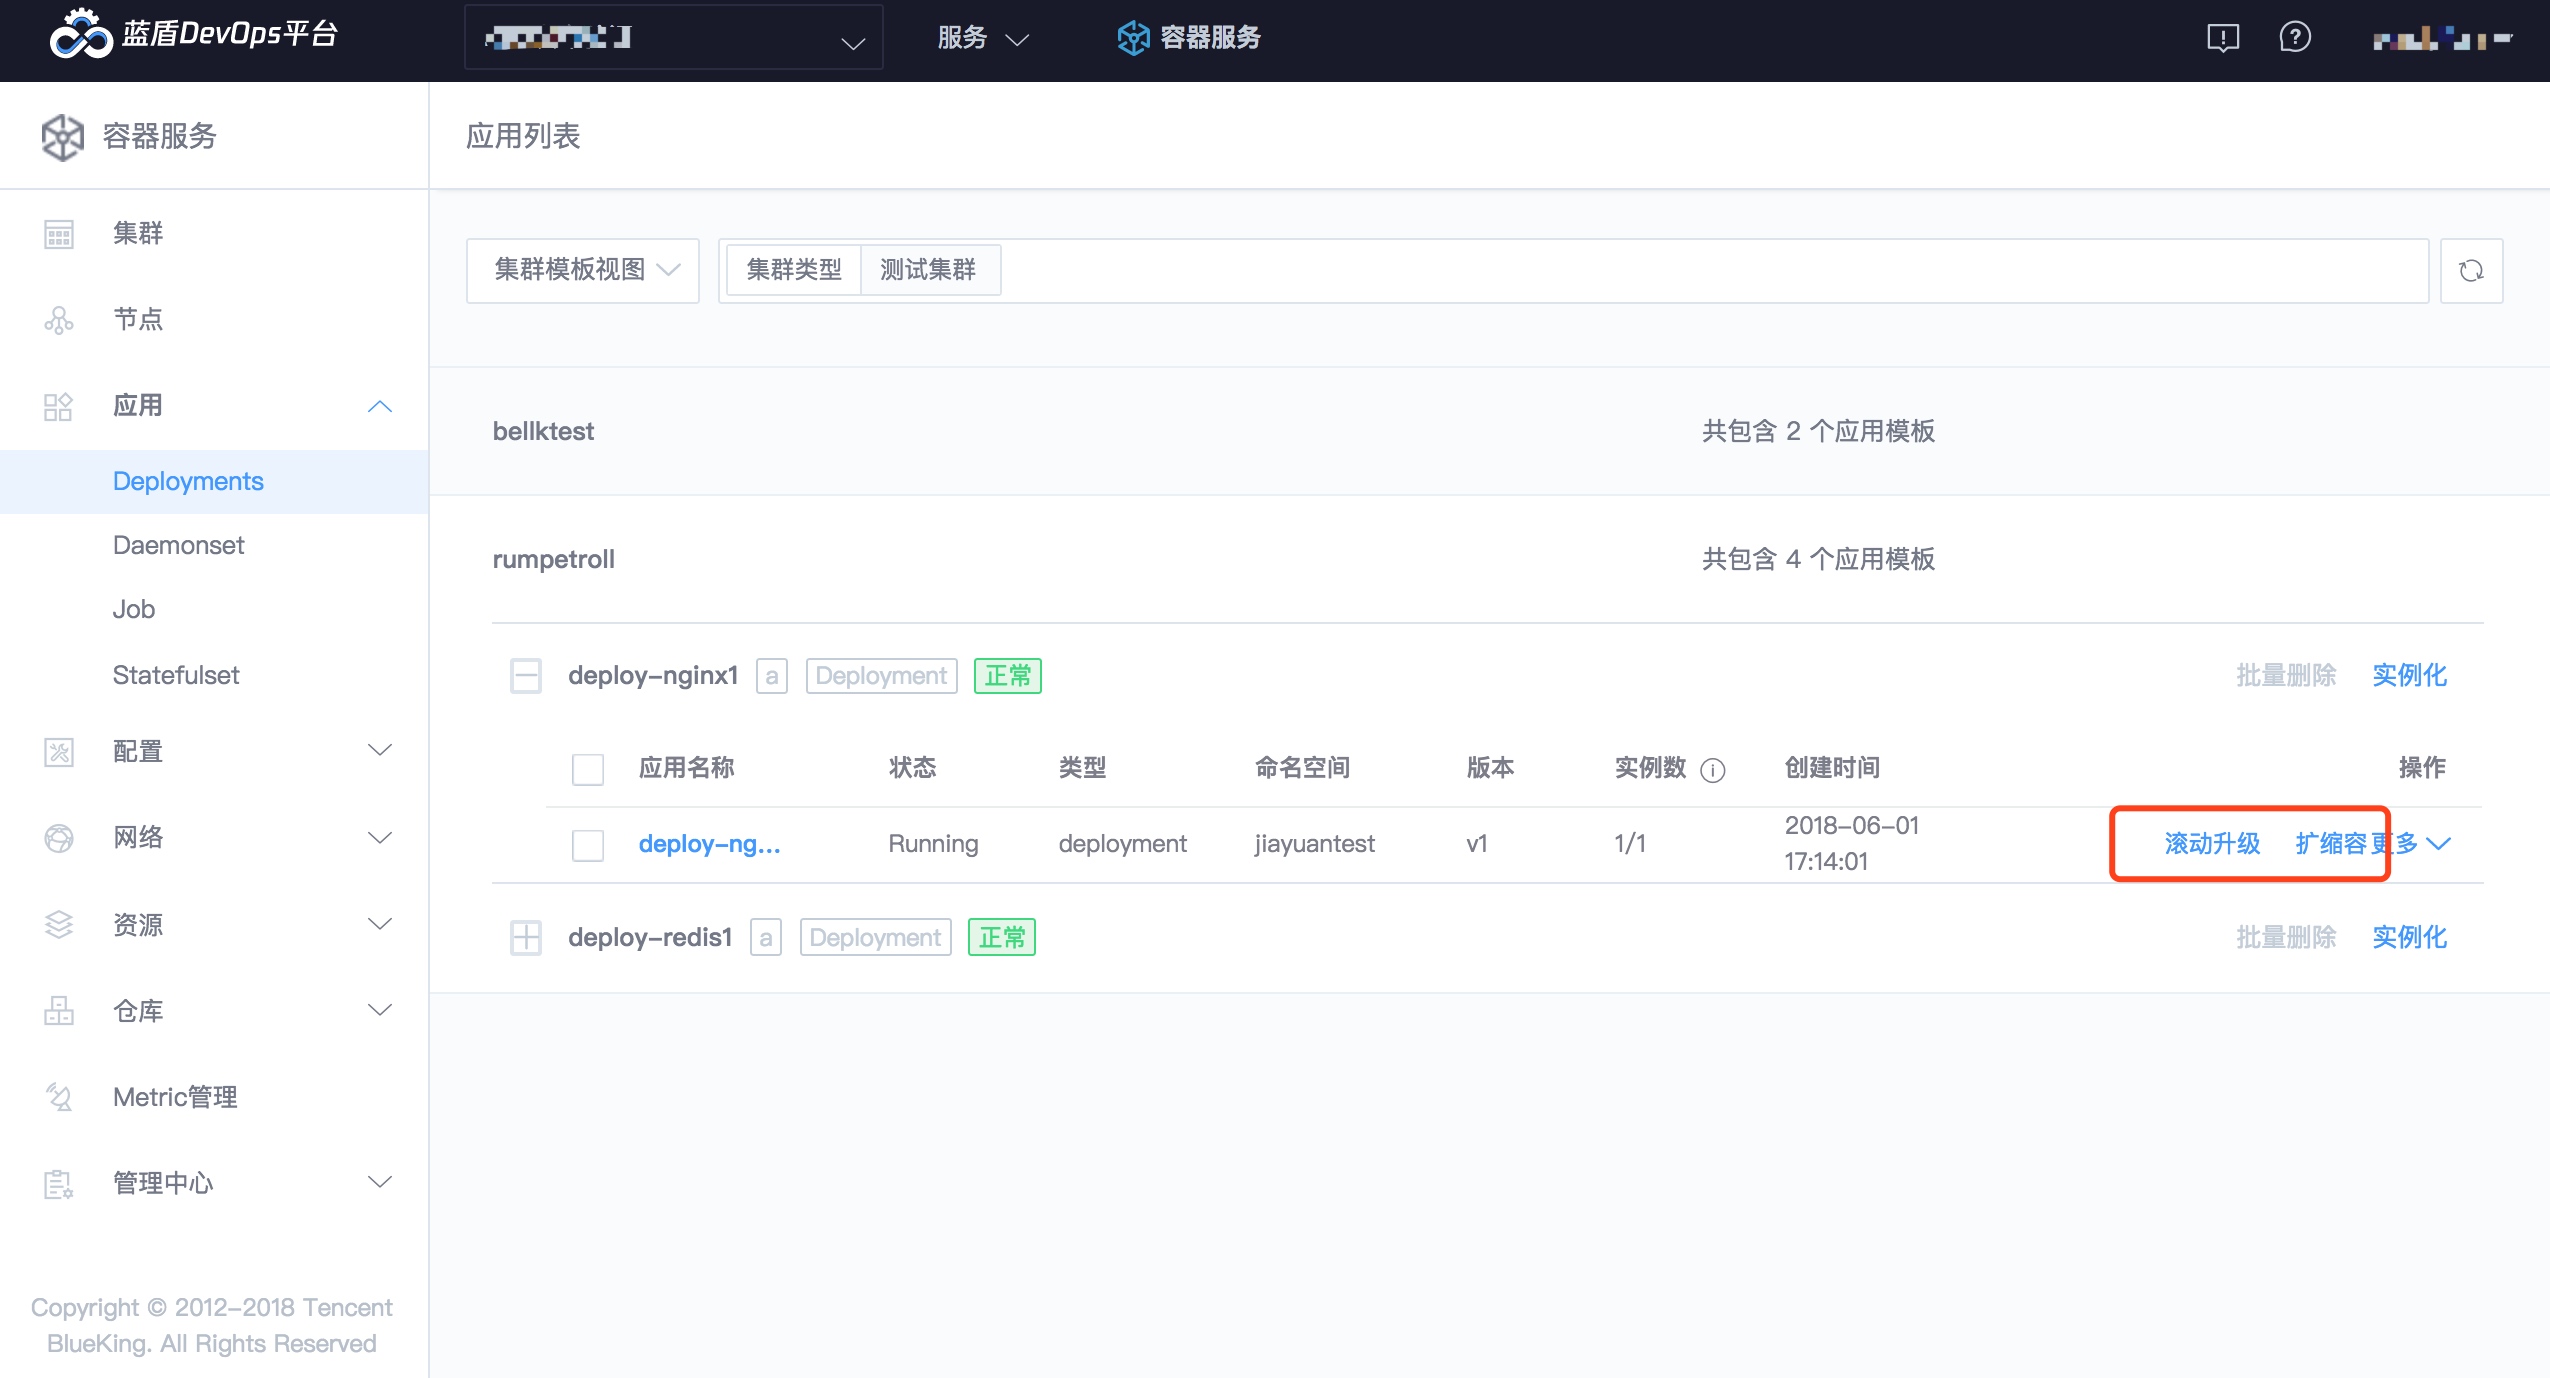 蓝盾DevOps平台
服务
容器服务
容器服务
应用列表
集群
节点
应用
Deployments
Daemonset
Job
Statefulset
配置
网络
资源
仓库
Metric管理
管理中心
Copyright © 2012-2018 Tencent
BlueKing. All Rights Reserved
集群模板视图 集群类型 测试集群
bellktest 共包含 2 个应用模板
rumpetroll 共包含 4 个应用模板
deploy-nginx1 a Deployment 正常 批量删除 实例化
应用名称 状态 类型 命名空间 版本 实例数 创建时间 操作
deploy-ng... Running deployment jiayuantest v1 1/1 2018-06-01
17:14:01 滚动升级 扩缩容 更多
deploy-redis1 a Deployment 正常 批量删除 实例化